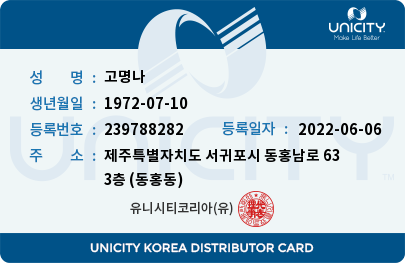 UNICITY
Make Life Better
성 명 : 고명나
생년월일 : 1972-07-10
등록번호 : 239788282 등록일자 : 2022-06-06
주 소 : 제주특별자치도 서귀포시 동홍남로 63
3층 (동홍동)
UNICITY
TM
유니시티코리아(유)
UNICITY KOREA DISTRIBUTOR CARD